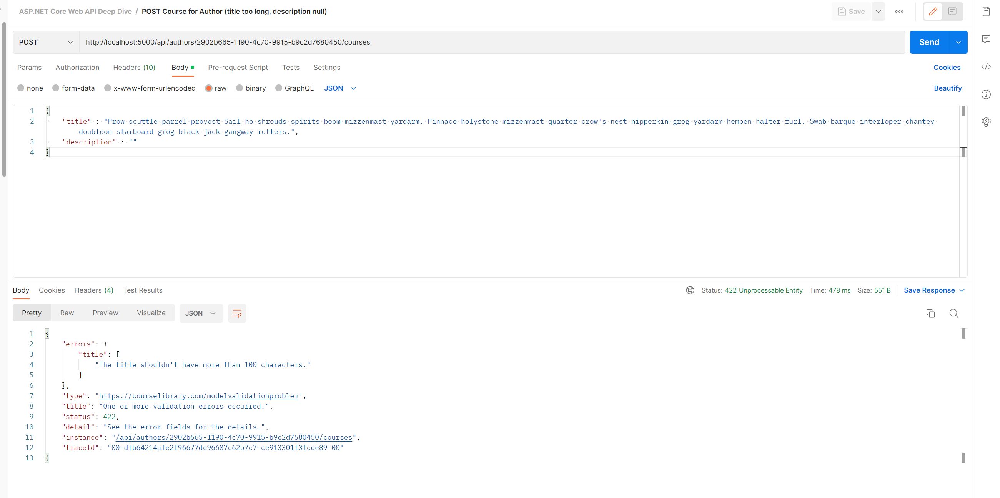 ASP.NET Core Web API Deep Dive / POST Course for Author (title too long, description null)
Save
POST http://localhost:5000/api/authors/2902b665-1190-4c70-9915-b9c2d7680450/courses Send
Params Authorization Headers (10) Body Pre-request Script Tests Settings Cookies
none form-data x-www-form-urlencoded raw binary GraphQL JSON Beautify
1 {
2 "title" : "Prow scuttle parrel provost Sail ho shrouds spirits boom mizzenmast yardarm. Pinnace holystone mizzenmast quarter crow's nest nipperkin grog yardarm hempen halter furl. Swab barque interloper chantey
doubloon starboard grog black jack gangway rutters.",
3 "description" : ""
4 }
Body Cookies Headers (4) Test Results Status: 422 Unprocessable Entity Time: 478 ms Size: 551 B Save Response
Pretty Raw Preview Visualize JSON
1 {
2 "errors": {
3 "title": [
4 "The title shouldn't have more than 100 characters."
5 ]
6 },
7 "type": "https://courselibrary.com/modelvalidationproblem",
8 "title": "One or more validation errors occurred.",
9 "status": 422,
10 "detail": "See the error fields for the details.",
11 "instance": "/api/authors/2902b665-1190-4c70-9915-b9c2d7680450/courses",
12 "traceId": "00-dfb64214afe2f96677dc96687c62b7c7-ce913301f3fcde89-00"
13 }